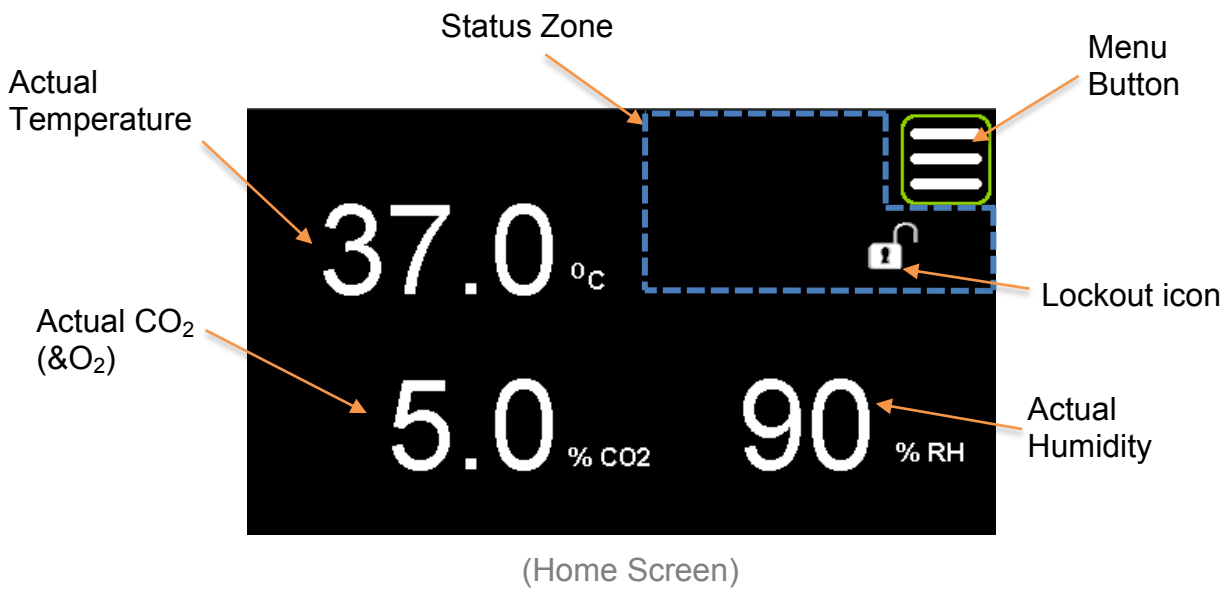 Status Zone
Menu
Button
Actual
Temperature
37.0 ⁰C
Lockout icon
Actual CO₂
(&O₂)
5.0 % CO2
90 % RH
Actual
Humidity
(Home Screen)